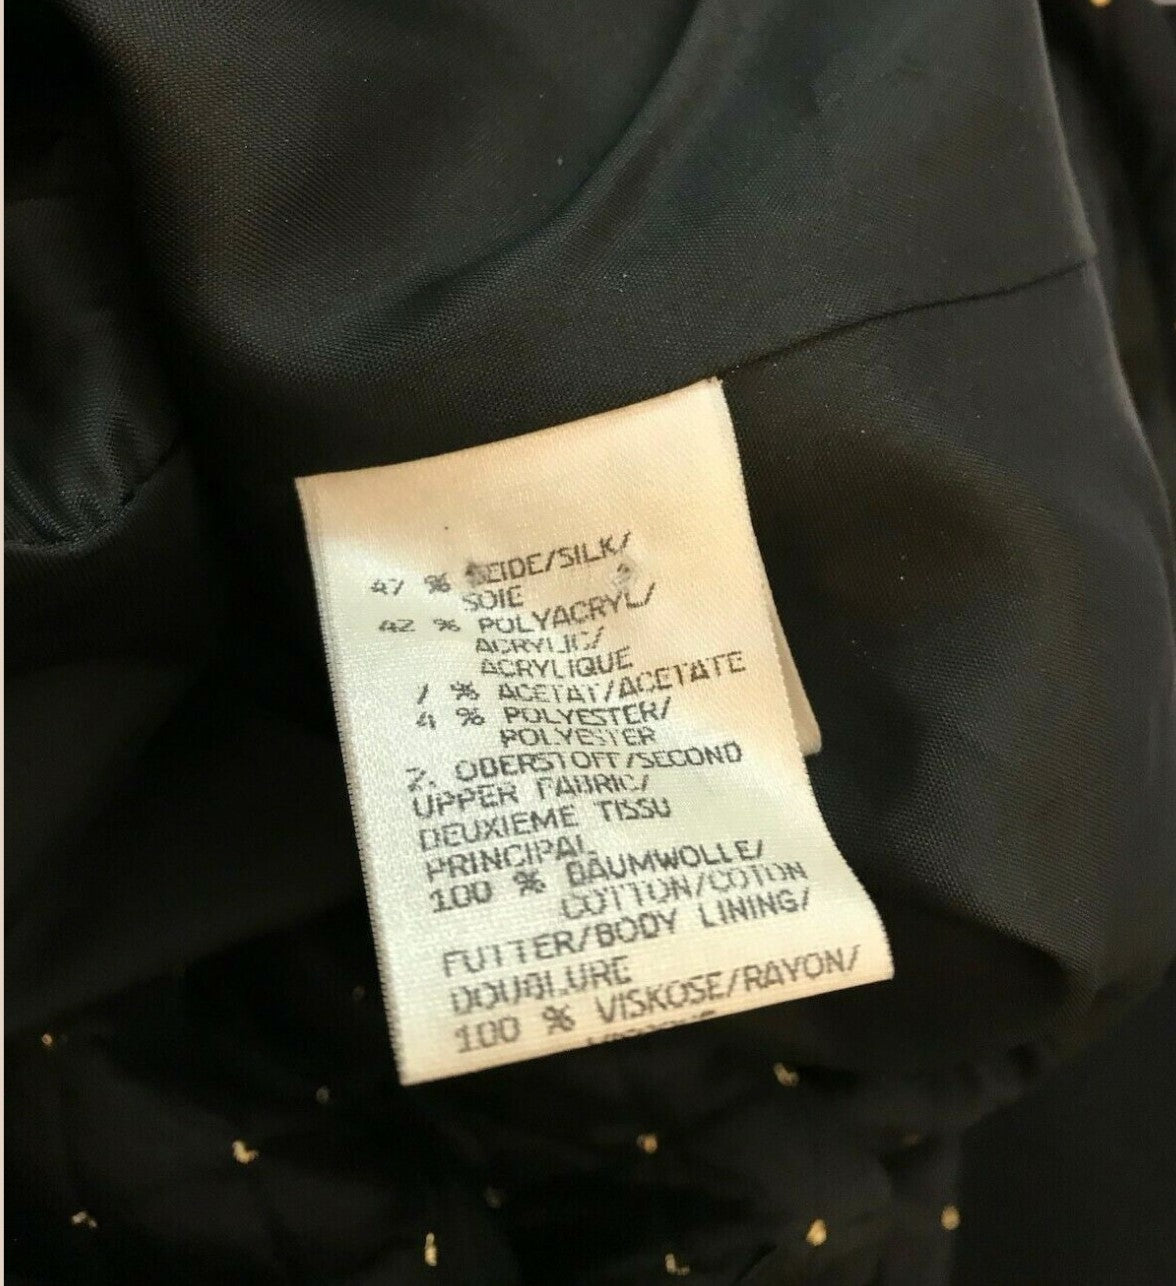 47 % SEIDE/SILK/
SOIE
42 % POLYACRYL/
ACRYLIC/
ACRYLIQUE
7 % ACETAT/ACETATE
4 % POLYESTER/
POLYESTER
2. OBERSTOFF/SECOND
UPPER FABRIC/
DEUXIEME TISSU
PRINCIPAL
100 % BAUMWOLLE/
COTTON/COTON
FUTTER/BODY LINING/
DOUBLURE
100 % VISKOSE/RAYON/